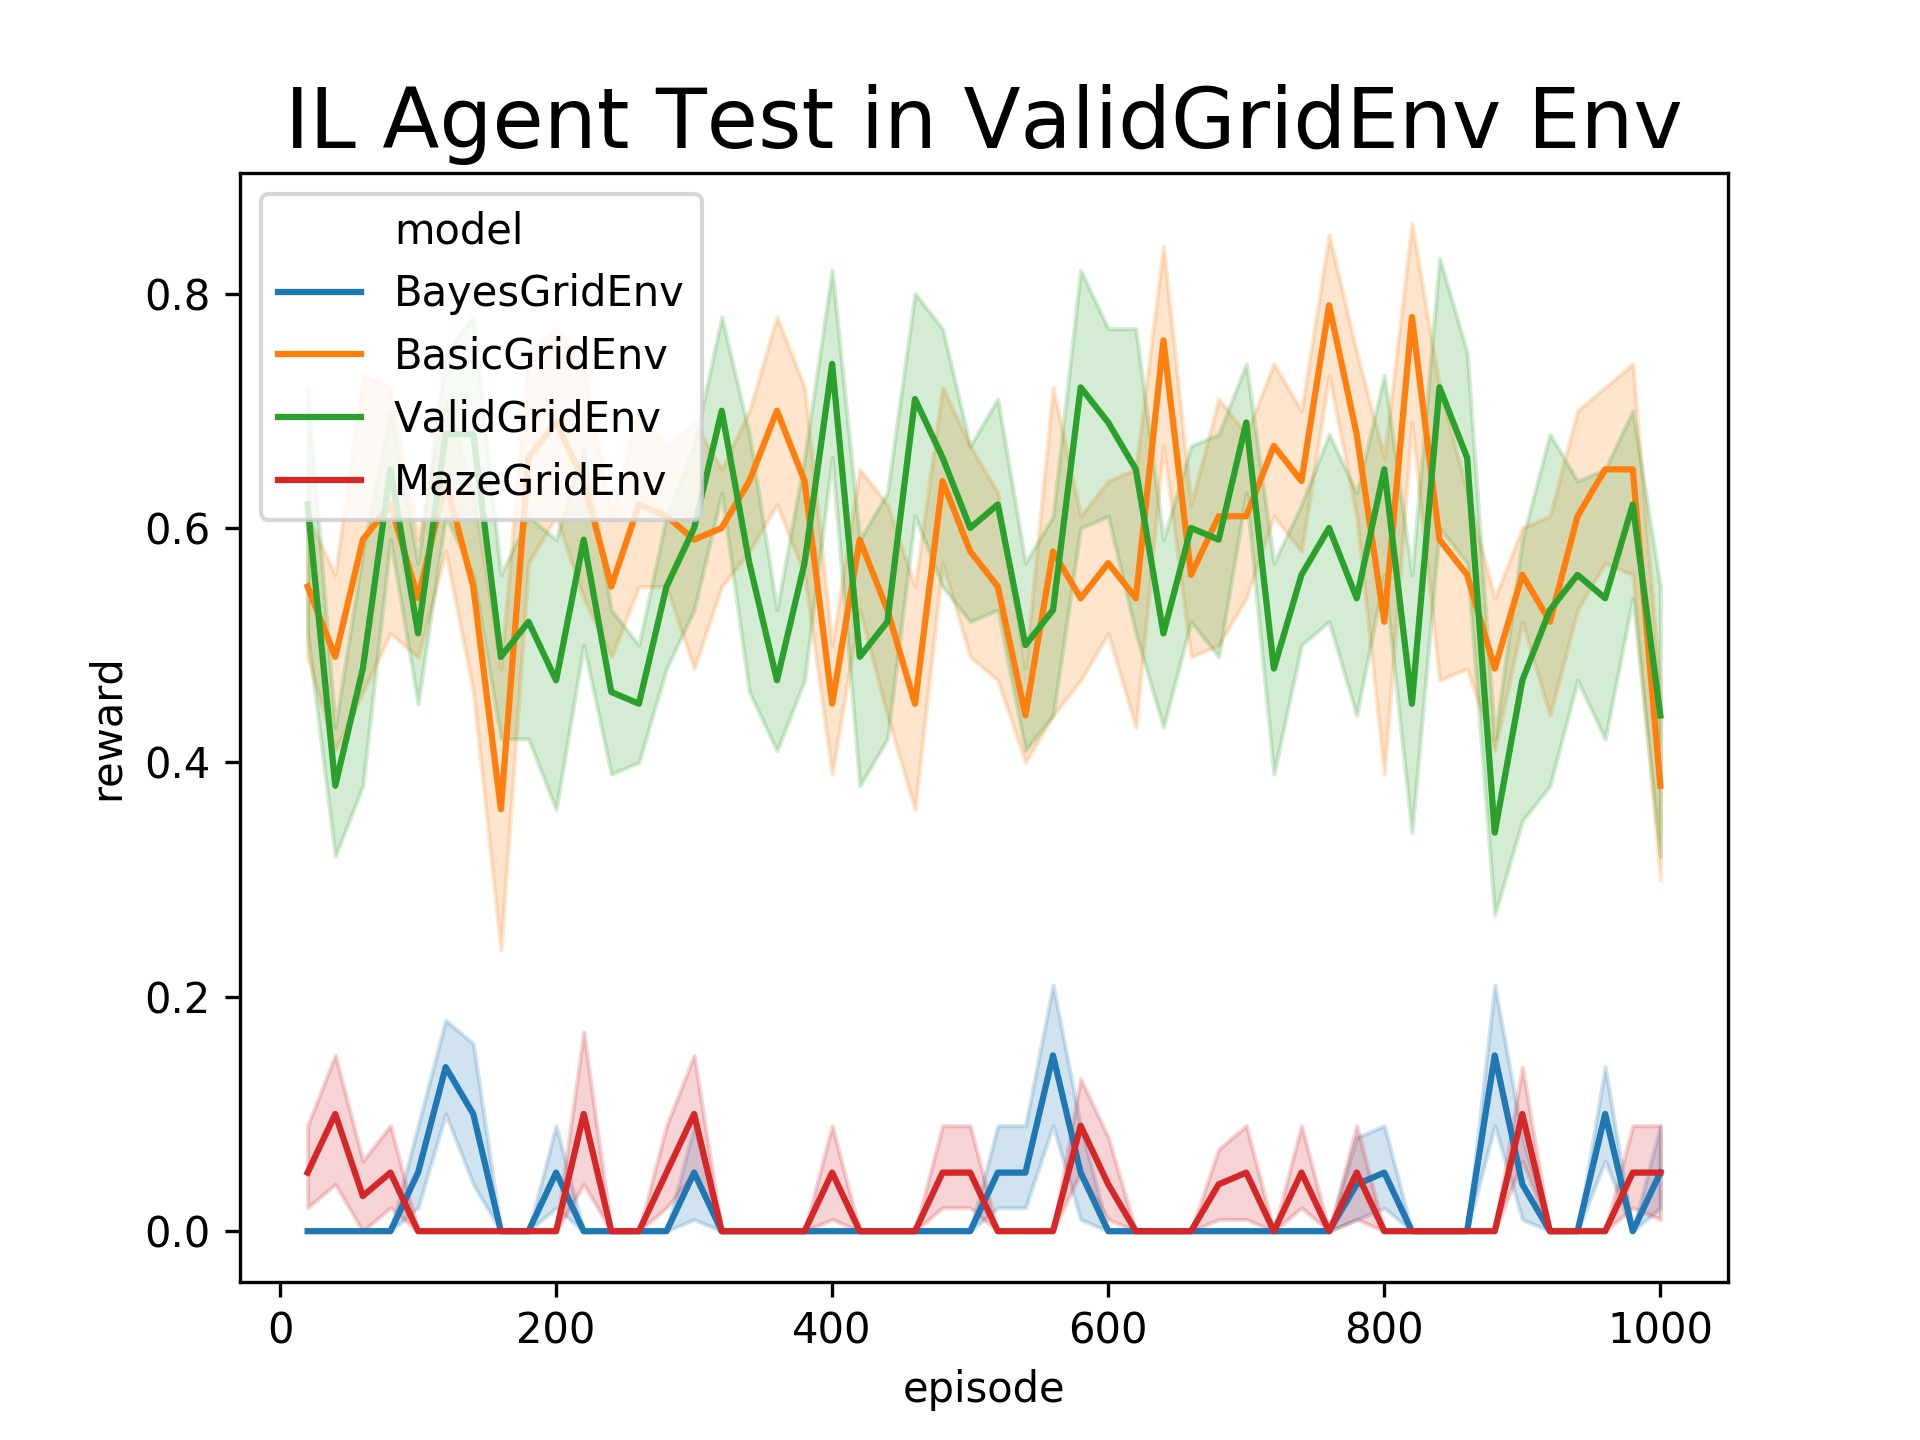 IL Agent Test in ValidGridEnv Env
model
BayesGridEnv
BasicGridEnv
ValidGridEnv
MazeGridEnv
reward
0.8
0.6
0.4
0.2
0.0
0 200 400 600 800 1000
episode